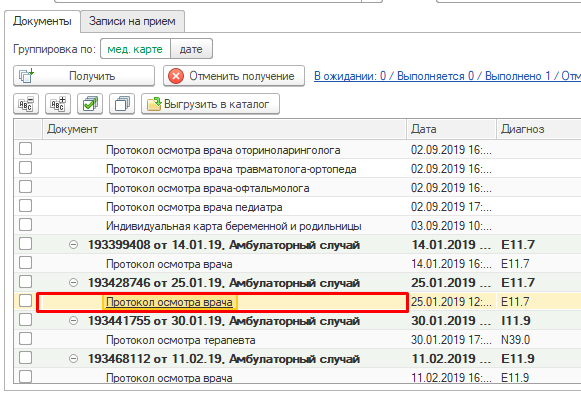 Документы Записи на прием
Группировка по: мед. карте дате
Получить Отменить получение В ожидании: 0 / Выполняется 0 / Выполнено 1 / Отм
Выгрузить в каталог
Документ Дата Диагноз
Протокол осмотра врача оториноларинголога 02.09.2019 16:...
Протокол осмотра врача травматолога-ортопеда 02.09.2019 16:...
Протокол осмотра врача-офтальмолога 02.09.2019 16:...
Протокол осмотра врача педиатра 02.09.2019 17:...
Индивидуальная карта беременной и родильницы 03.09.2019 10:...
193399408 от 14.01.19, Амбулаторный случай 14.01.2019 ... E11.7
Протокол осмотра врача 14.01.2019 16:... E11.7
193428746 от 25.01.19, Амбулаторный случай 25.01.2019 ... E11.7
Протокол осмотра врача 25.01.2019 12:... E11.7
193441755 от 30.01.19, Амбулаторный случай 30.01.2019 ... I11.9
Протокол осмотра терапевта 30.01.2019 17:... N39.0
193468112 от 11.02.19, Амбулаторный случай 11.02.2019 ... E11.9
Протокол осмотра врача 11.02.2019 16:... E11.9